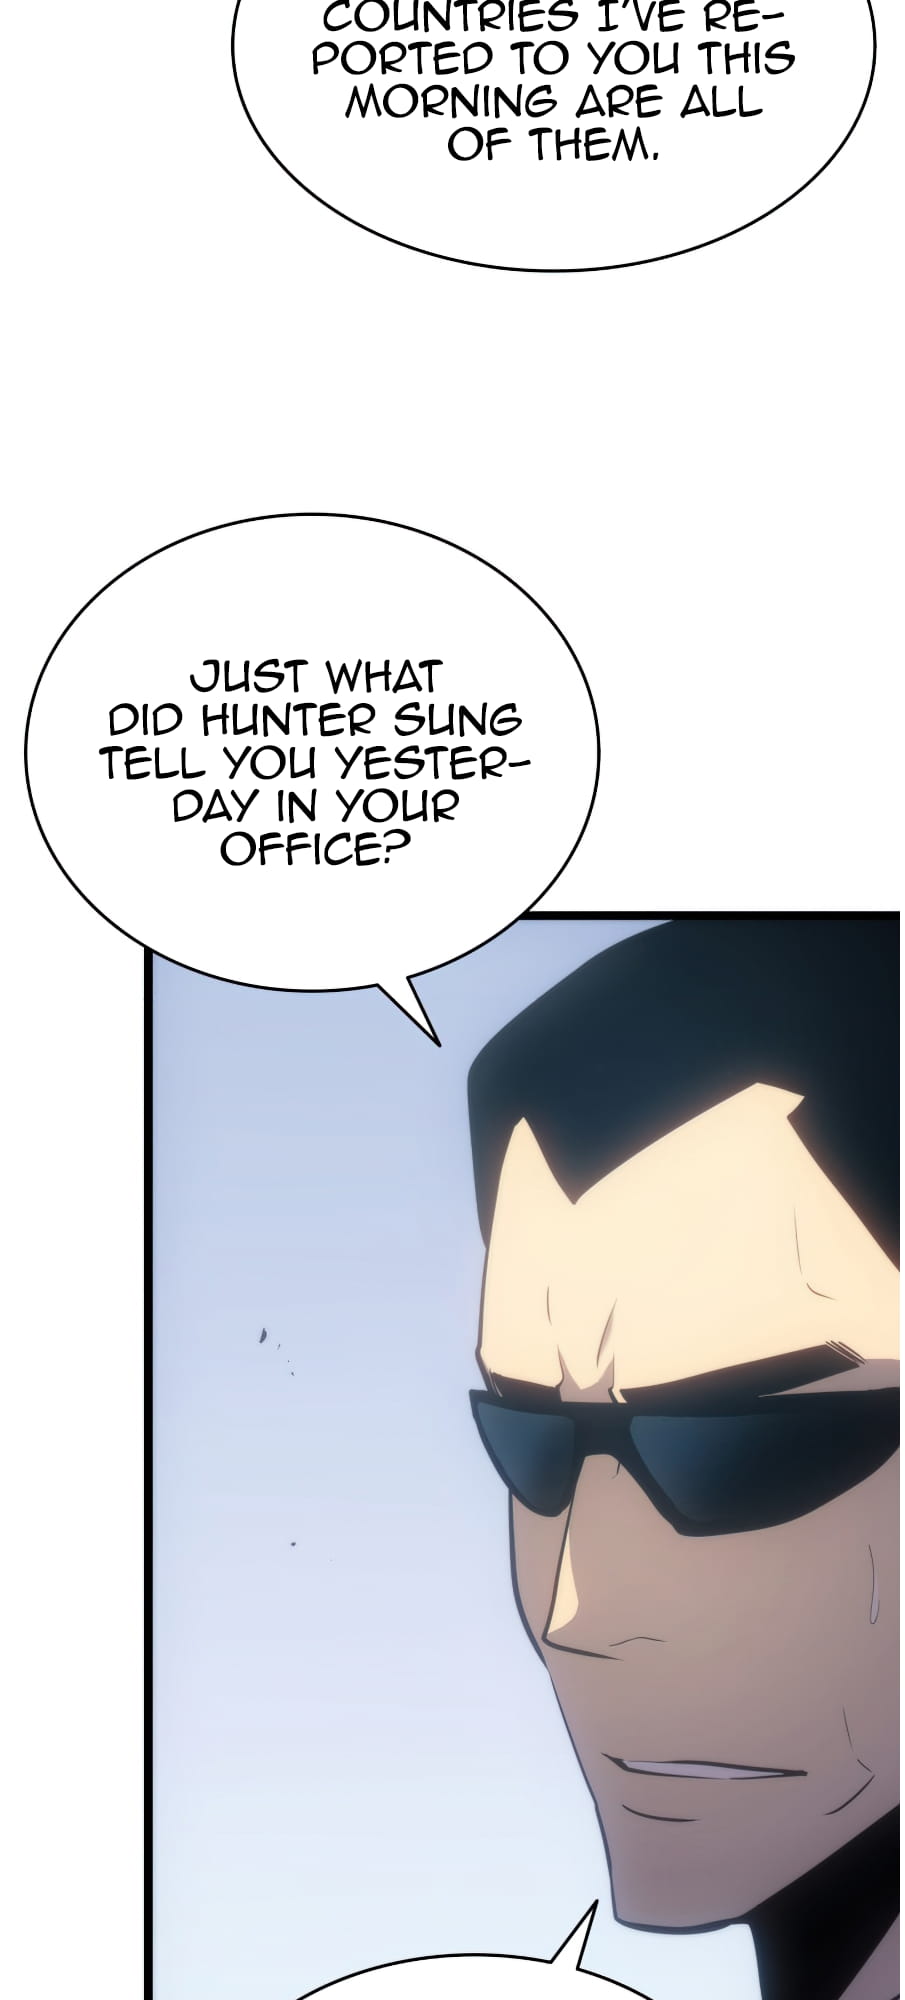 COUNTRIES I'VE RE-
PORTED TO YOU THIS
MORNING ARE ALL
OF THEM.
JUST WHAT
DID HUNTER SUNG
TELL YOU YESTER-
DAY IN YOUR
OFFICE?